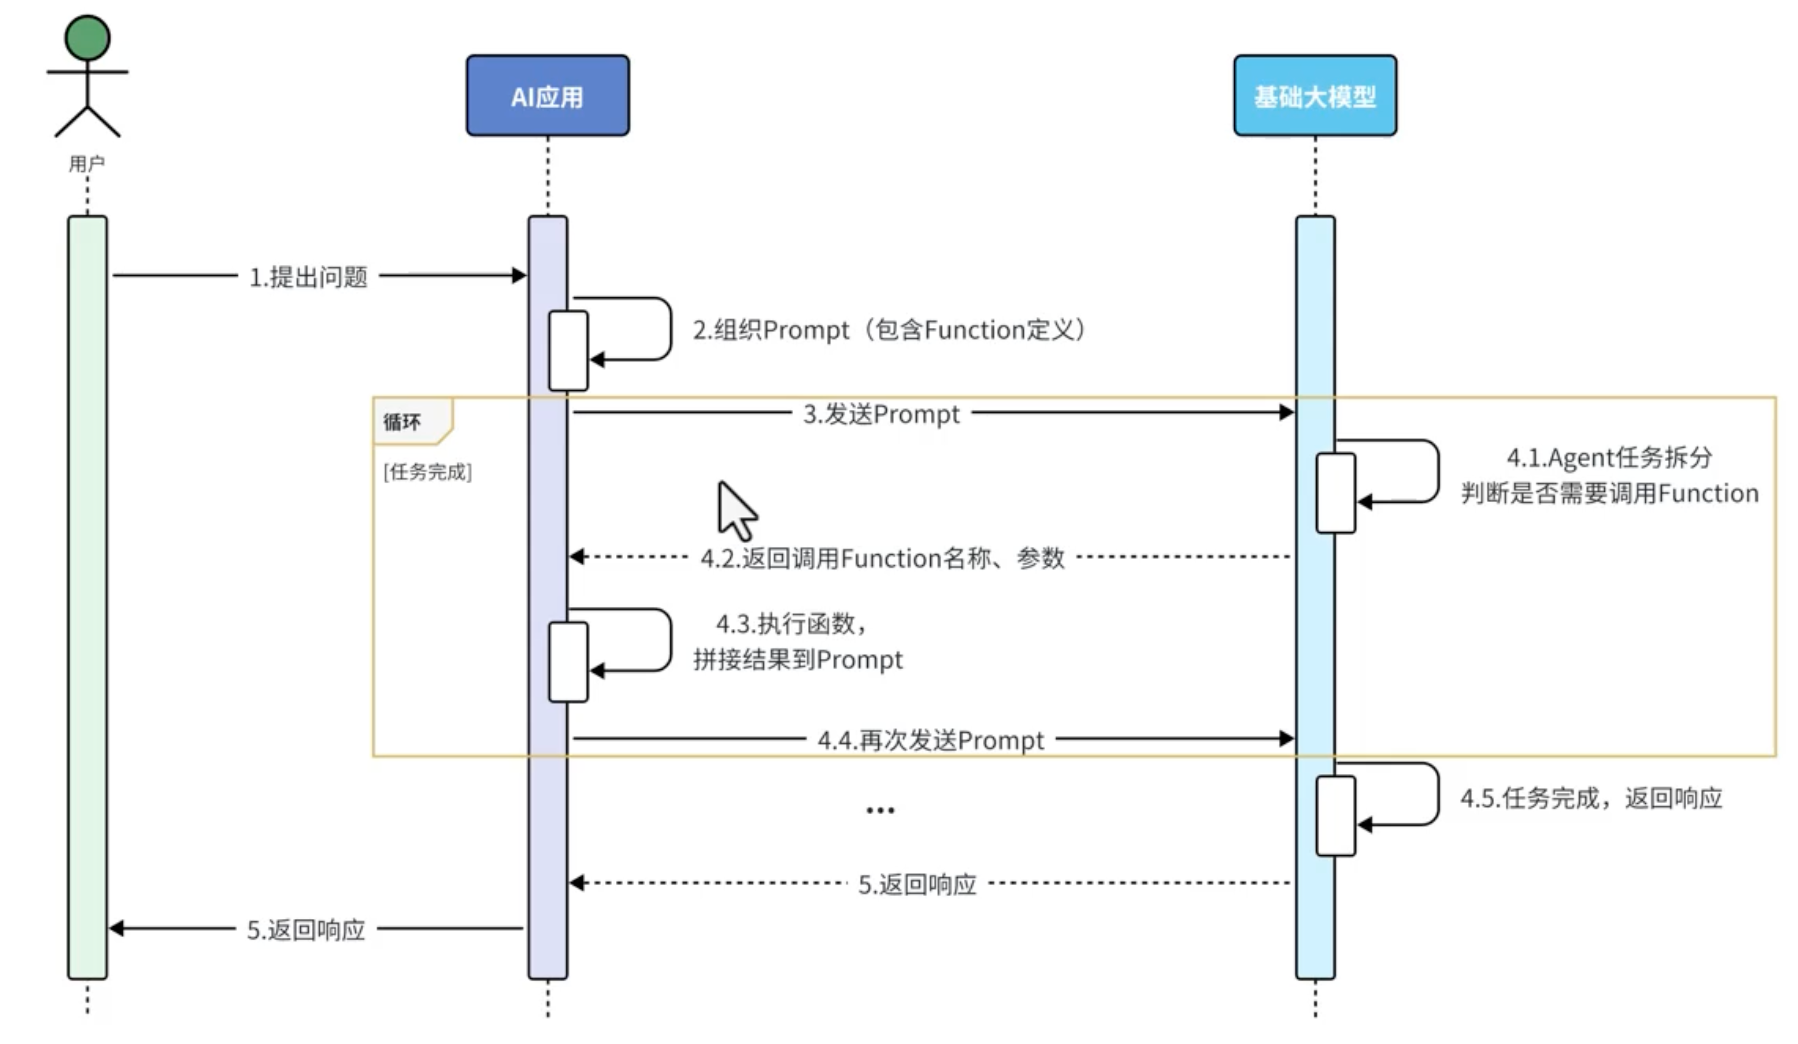 AI应用
基础大模型
用户
1.提出问题
2.组织Prompt（包含Function定义）
循环
3.发送Prompt
[任务完成]
4.1.Agent任务拆分
判断是否需要调用Function
4.2.返回调用Function名称、参数
4.3.执行函数，
拼接结果到Prompt
4.4.再次发送Prompt
...
4.5.任务完成，返回响应
5.返回响应
5.返回响应